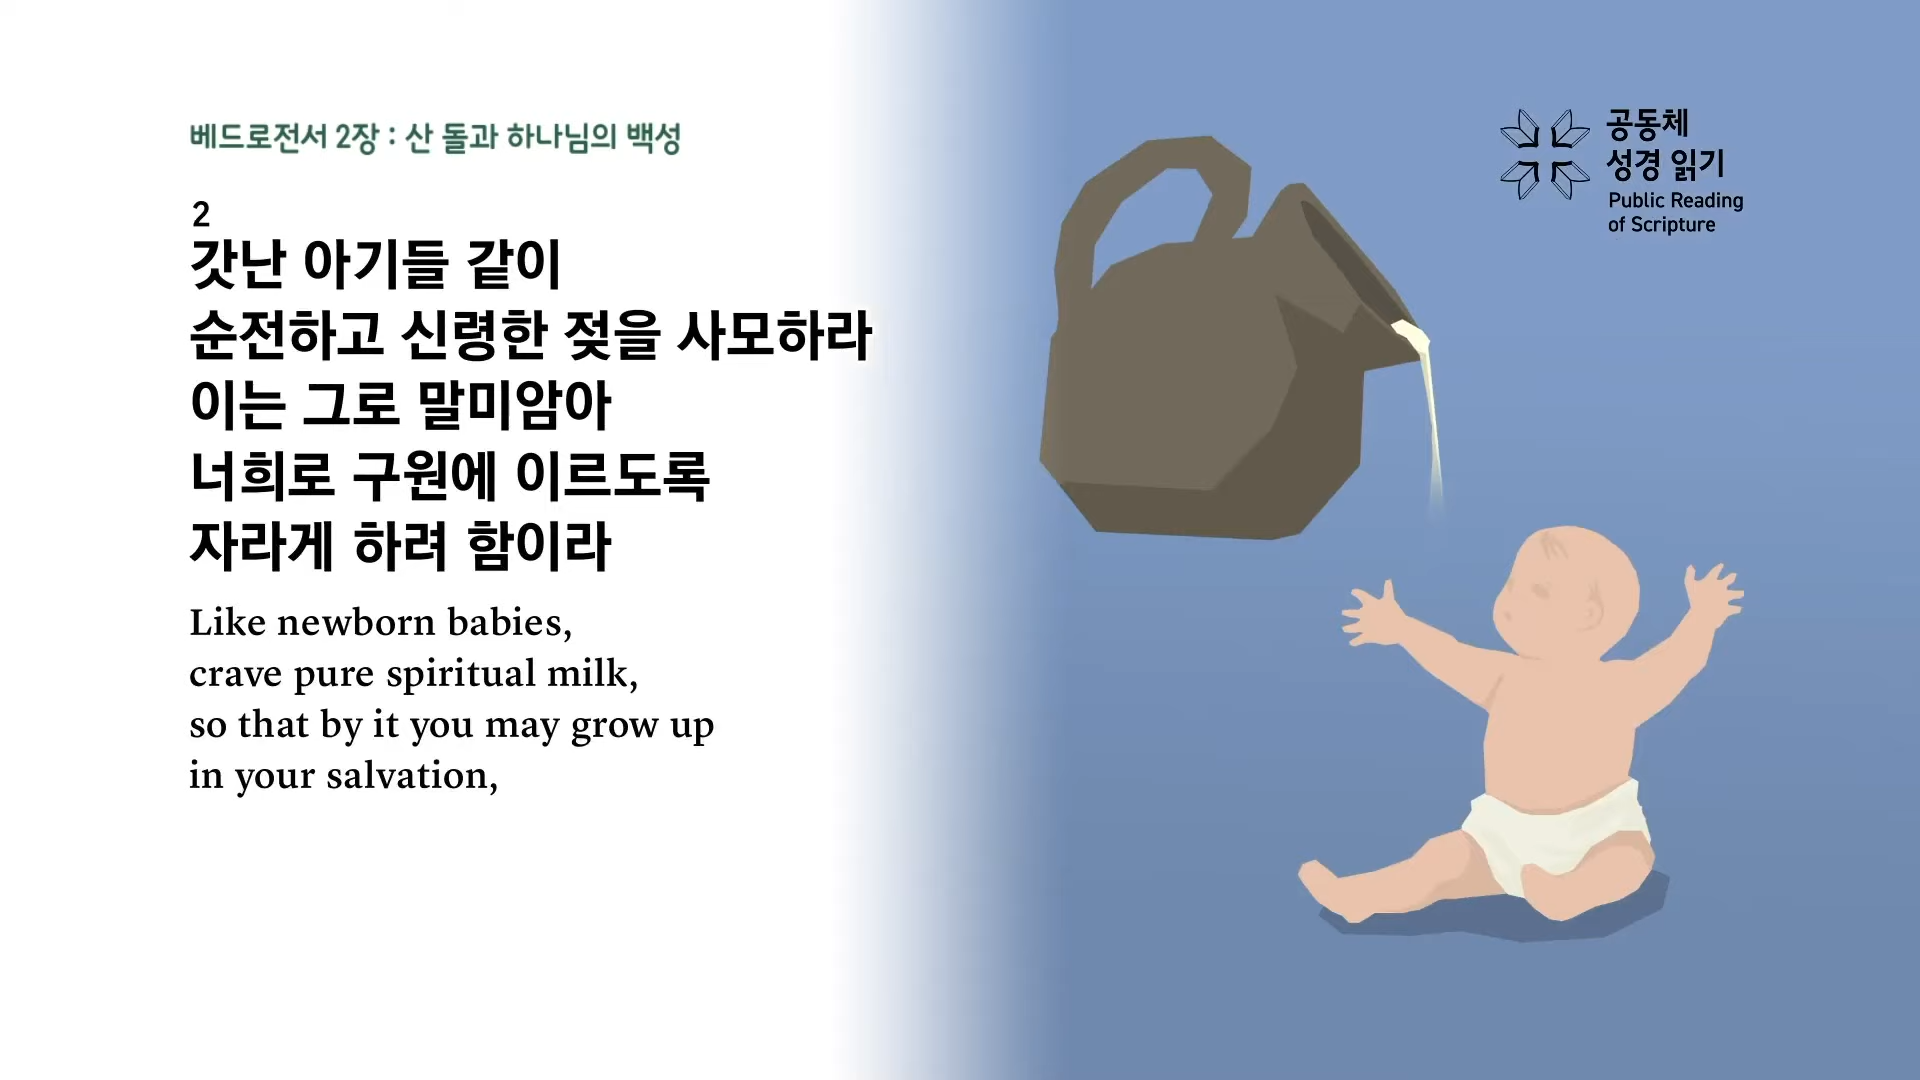 베드로전서 2장 : 산 돌과 하나님의 백성
2
갓난 아기들 같이
순전하고 신령한 젖을 사모하라
이는 그로 말미암아
너희로 구원에 이르도록
자라게 하려 함이라
Like newborn babies,
crave pure spiritual milk,
so that by it you may grow up
in your salvation,
공동체
성경 읽기
Public Reading
of Scripture